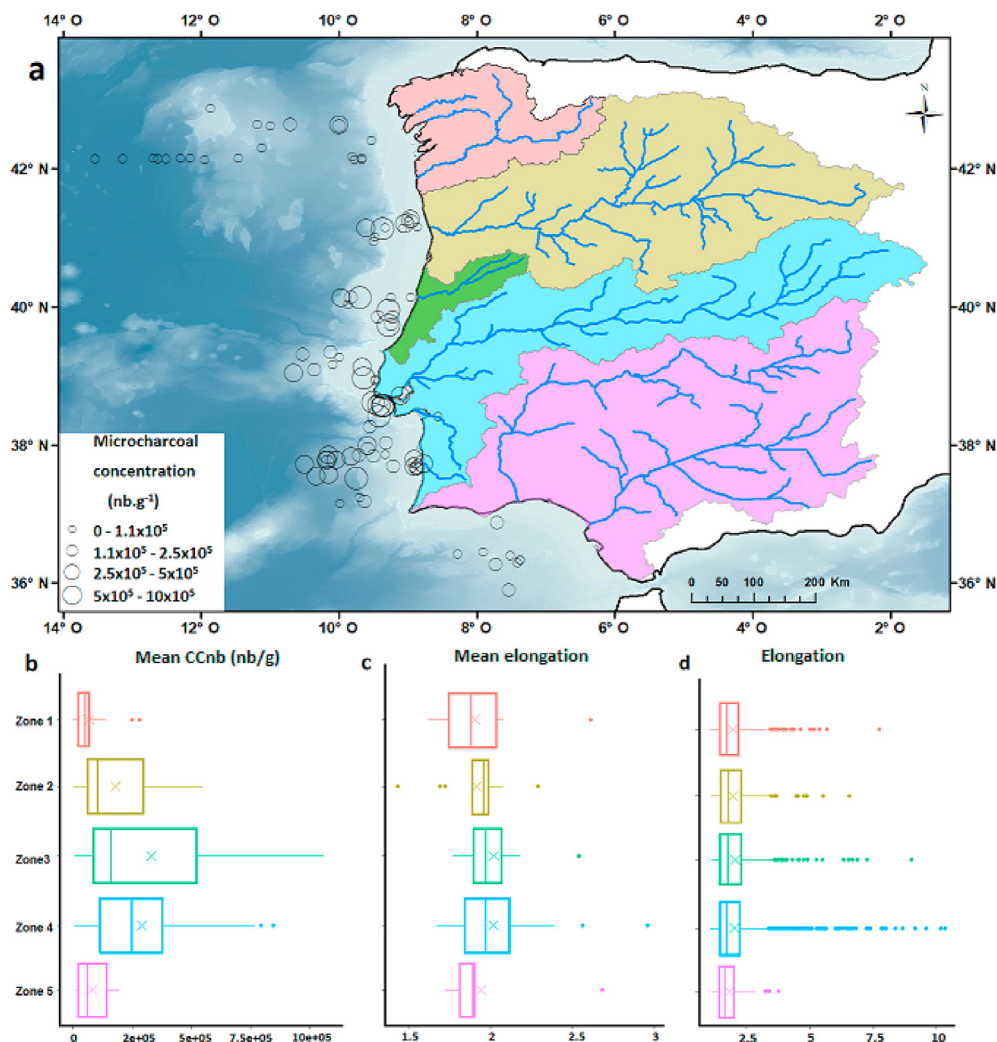 14° O 12° O 10° O 8° O 6° O 4° O 2° O
a
N
42° N 42° N
40° N 40° N
38° N 38° N
36° N 36° N
Microcharcoal
concentration
(nb.g⁻¹)
0 - 1.1x10⁵
1.1x10⁵ - 2.5x10⁵
2.5x10⁵ - 5x10⁵
5x10⁵ - 10x10⁵
0 50 100 200 Km
14° O 12° O 10° O 8° O 6° O 4° O 2° O
b Mean CCnb (nb/g) c Mean elongation d Elongation
Zone 1
Zone 2
Zone3
Zone 4
Zone 5
0 2e+05 5e+05 7e+05 10e+05 1.5 2 2.5 3 2.5 5 7.5 10